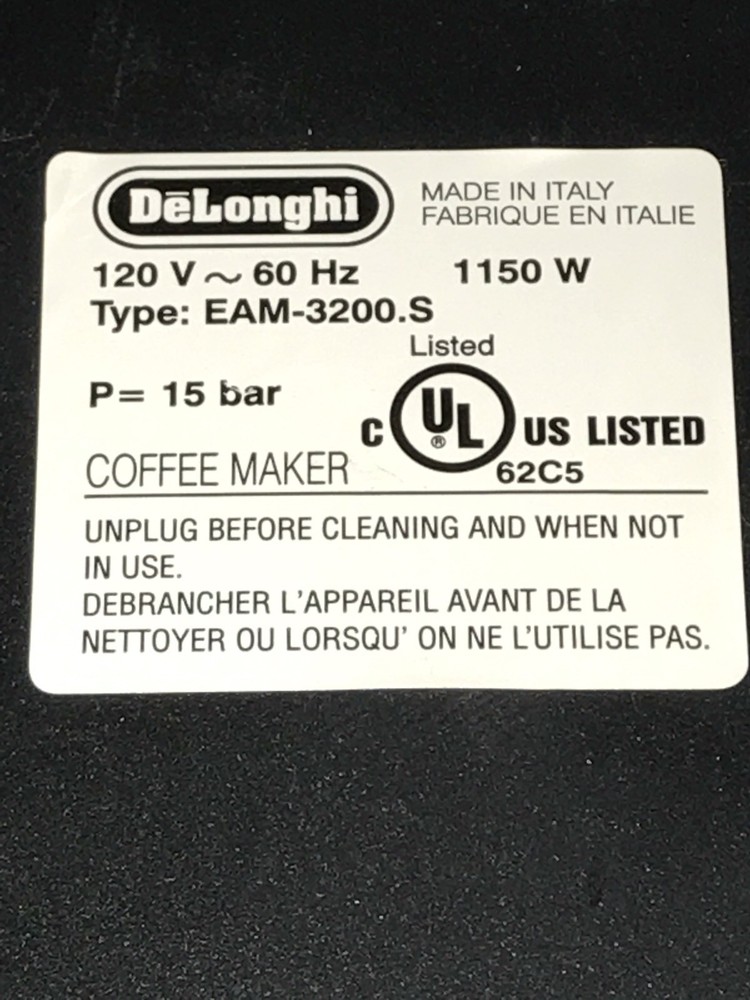 DēLonghi
MADE IN ITALY
FABRIQUE EN ITALIE
120 V ~ 60 Hz 1150 W
Type: EAM-3200.S
Listed
P= 15 bar
C UL ® US LISTED
62C5
COFFEE MAKER
UNPLUG BEFORE CLEANING AND WHEN NOT
IN USE.
DEBRANCHER L'APPAREIL AVANT DE LA
NETTOYER OU LORSQU' ON NE L'UTILISE PAS.